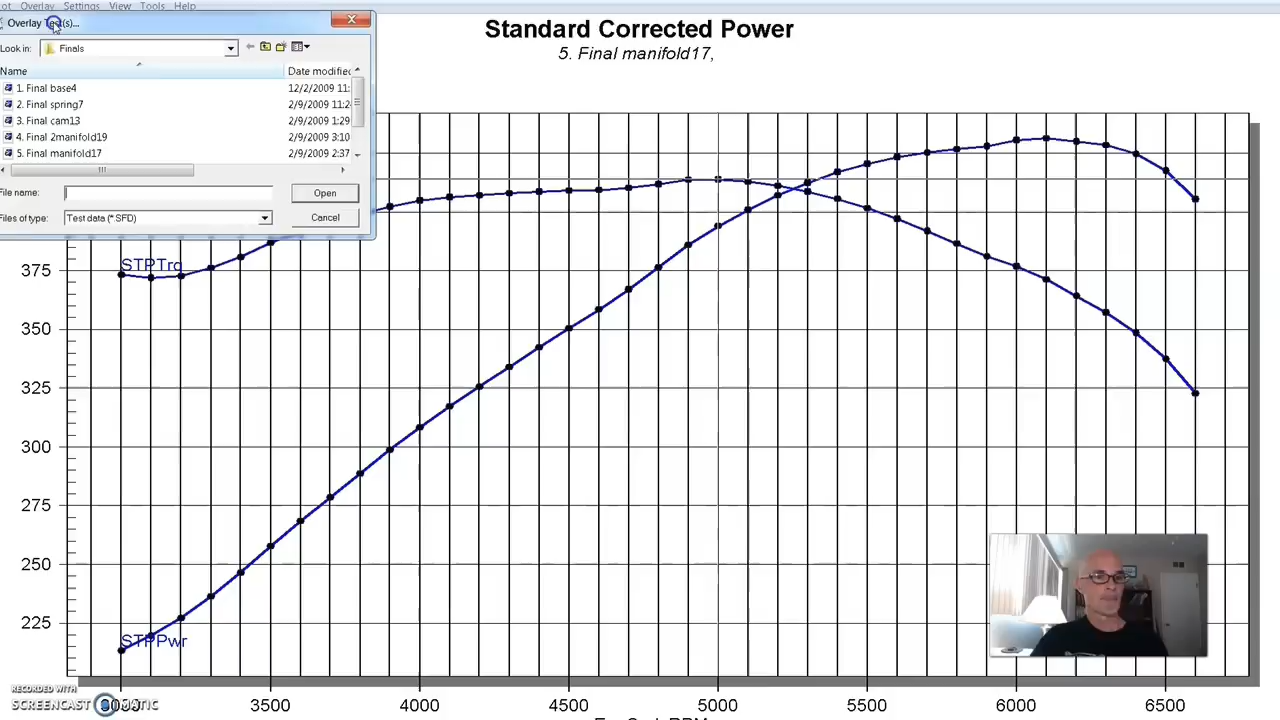 ot Overlay Settings View Tools Help
Overlay Test(s)...
Standard Corrected Power
5. Final manifold17,
Look in: Finals
Name Date modified
1. Final base4 12/2/2009 11:
2. Final spring7 2/9/2009 11:2
3. Final cam13 2/9/2009 1:29
4. Final 2manifold19 2/9/2009 3:10
5. Final manifold17 2/9/2009 2:37
File name: Open
Files of type: Test data (*.SFD) Cancel
STPTrq
375
350
325
300
275
250
225
STPPwr
RECORDED WITH
SCREENCAST MATIC
3000 3500 4000 4500 5000 5500 6000 6500